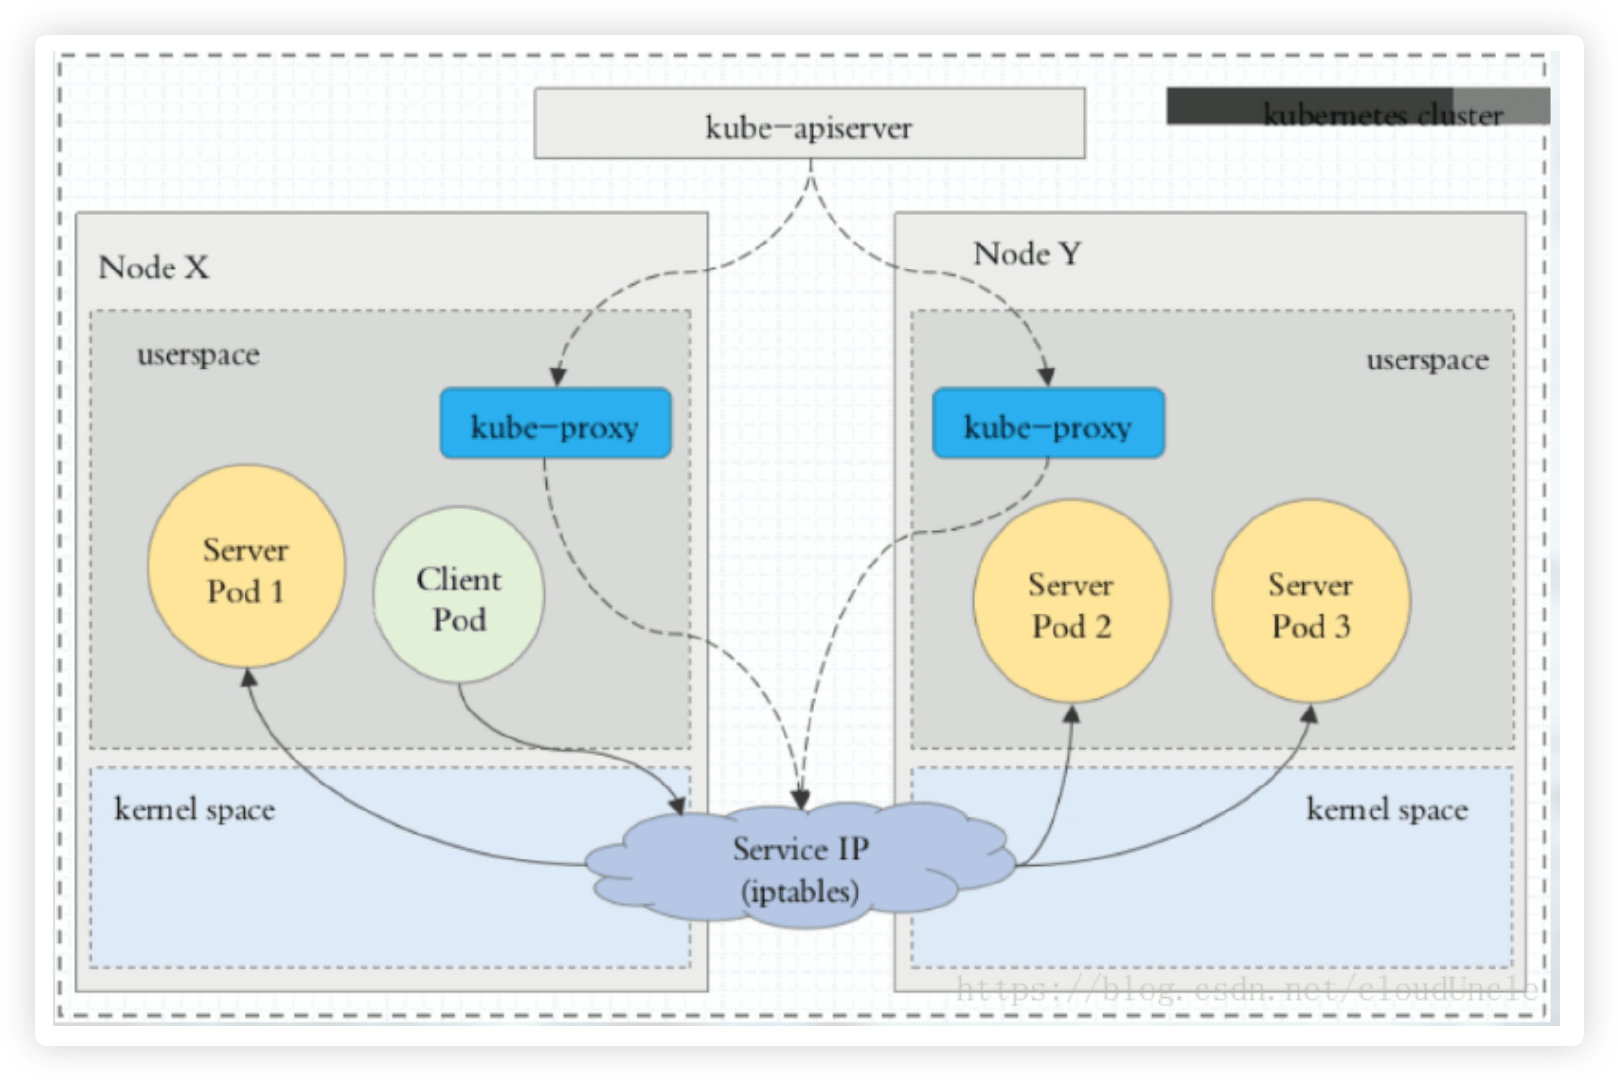 kube-apiserver
kubernetes cluster
Node X
Node Y
userspace
userspace
kube-proxy
kube-proxy
Server
Pod 1
Client
Pod
Server
Pod 2
Server
Pod 3
kernel space
kernel space
Service IP
(iptables)
https://blog.csdn.net/cloudUncle